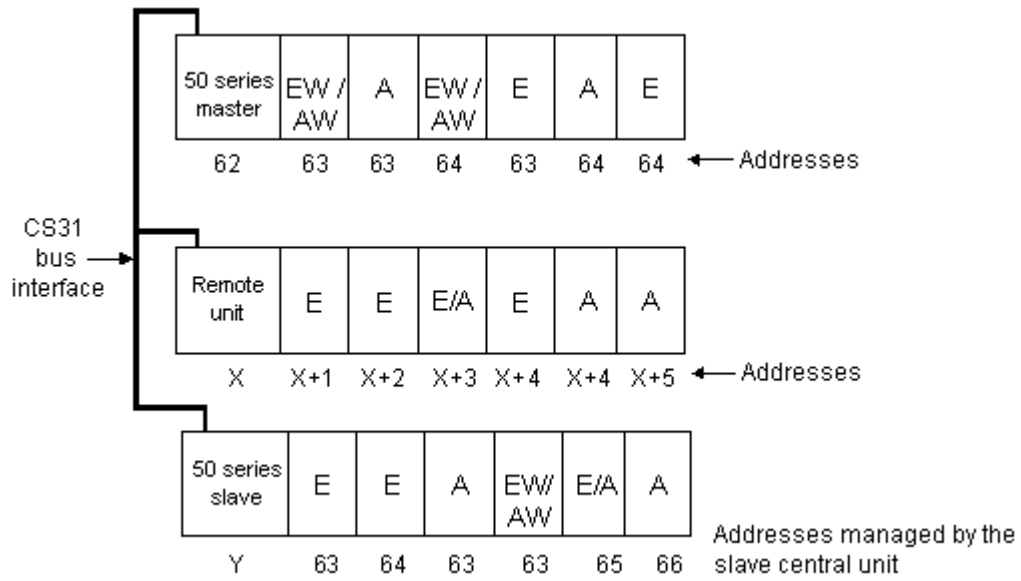 50 series
master
EW /
AW
A
EW /
AW
E
A
E
62 63 63 64 63 64 64
Addresses
CS31
bus
interface
Remote
unit
E E E/A E A A
X X+1 X+2 X+3 X+4 X+4 X+5
Addresses
50 series
slave
E E A EW/
AW
E/A A
Y 63 64 63 63 65 66
Addresses managed by the
slave central unit